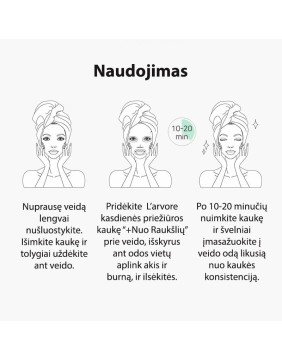 Naudojimas
10-20
min
Nuprausę veidą
lengvai
nušluostykite.
Išimkite kaukę ir
tolygiai uždėkite
ant veido.
Pridėkite L'arvore
kasdienės priežiūros
kaukę "+Nuo Raukšlių"
prie veido, išskyrus
ant odos vietų
aplink akis ir
burną, ir ilsėkitės.
Po 10-20 minučių
nuimkite kaukę
ir švelniai
įmasažuokite į
veido odą likusią
nuo kaukės
konsistenciją.